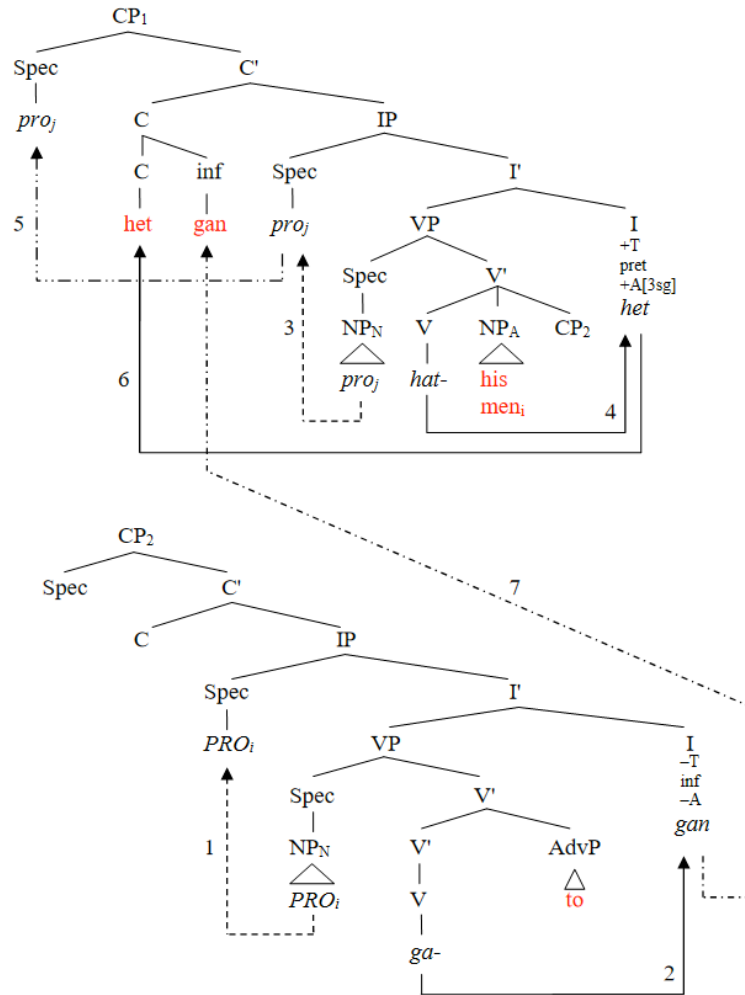 CP1
Spec C'
proj C IP
C inf Spec I'
5 het gan proj VP I
+T
pret
+A[3sg]
het
Spec V'
3 NPN V NPA CP2
6 proj hat- his
meni 4
CP2
Spec C' 7
C IP
Spec I'
PROi VP I
–T
inf
–A
gan
Spec V'
1 NPN V' AdvP
PROi V to
ga-
2